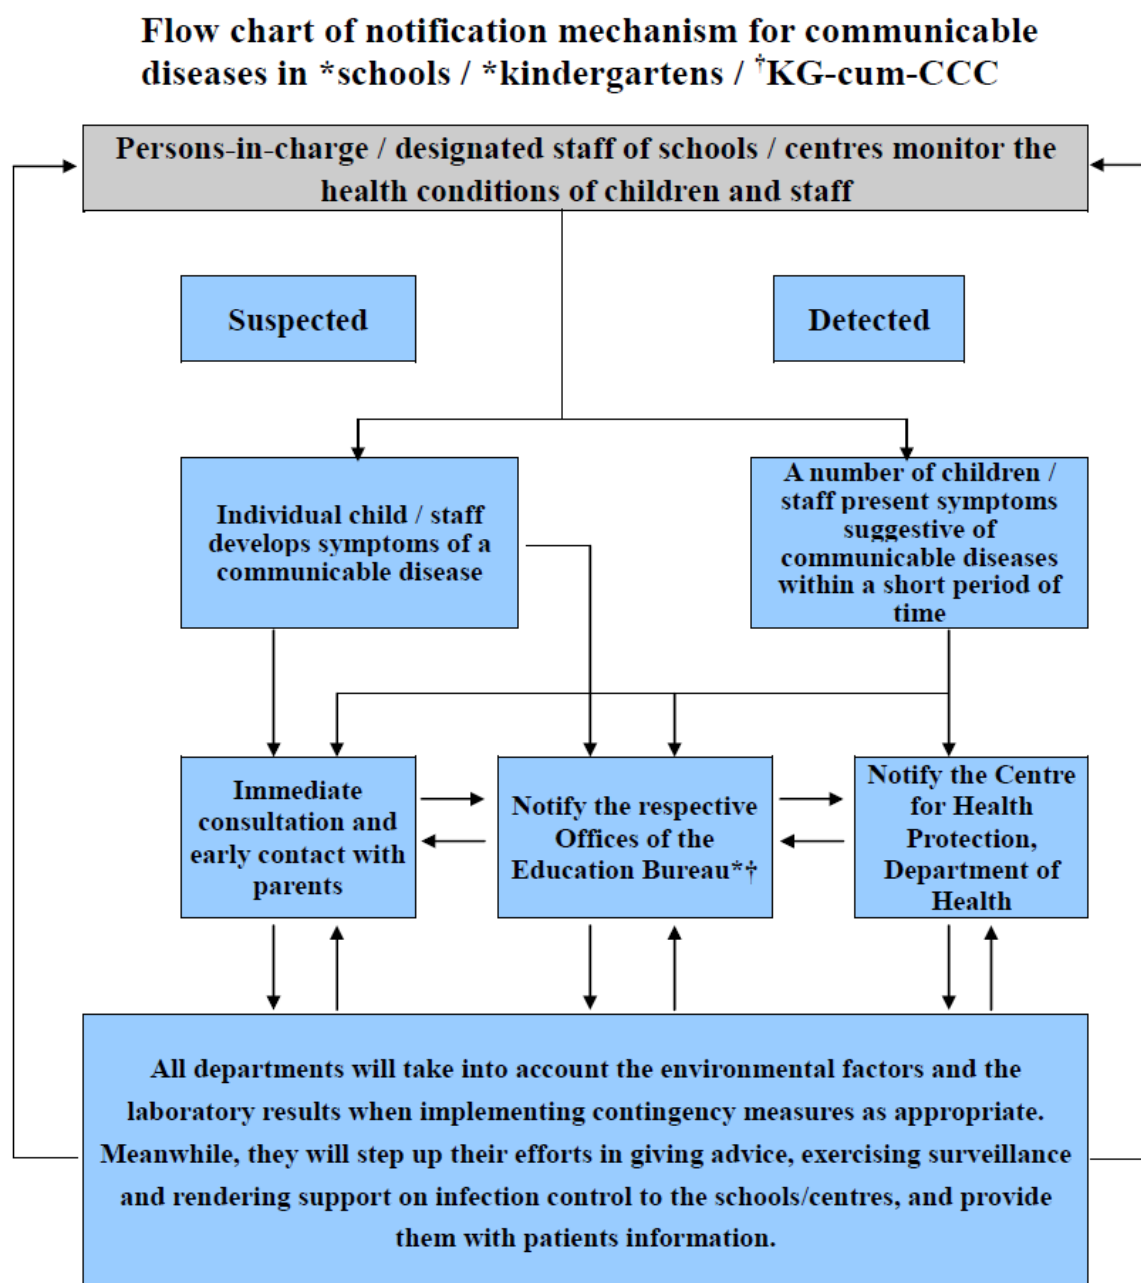 Flow chart of notification mechanism for communicable
diseases in *schools / *kindergartens / †KG-cum-CCC
Persons-in-charge / designated staff of schools / centres monitor the
health conditions of children and staff
Suspected
Detected
Individual child / staff
develops symptoms of a
communicable disease
A number of children /
staff present symptoms
suggestive of
communicable diseases
within a short period of
time
Immediate
consultation and
early contact with
parents
Notify the respective
Offices of the
Education Bureau*†
Notify the Centre
for Health
Protection,
Department of
Health
All departments will take into account the environmental factors and the
laboratory results when implementing contingency measures as appropriate.
Meanwhile, they will step up their efforts in giving advice, exercising surveillance
and rendering support on infection control to the schools/centres, and provide
them with patients information.